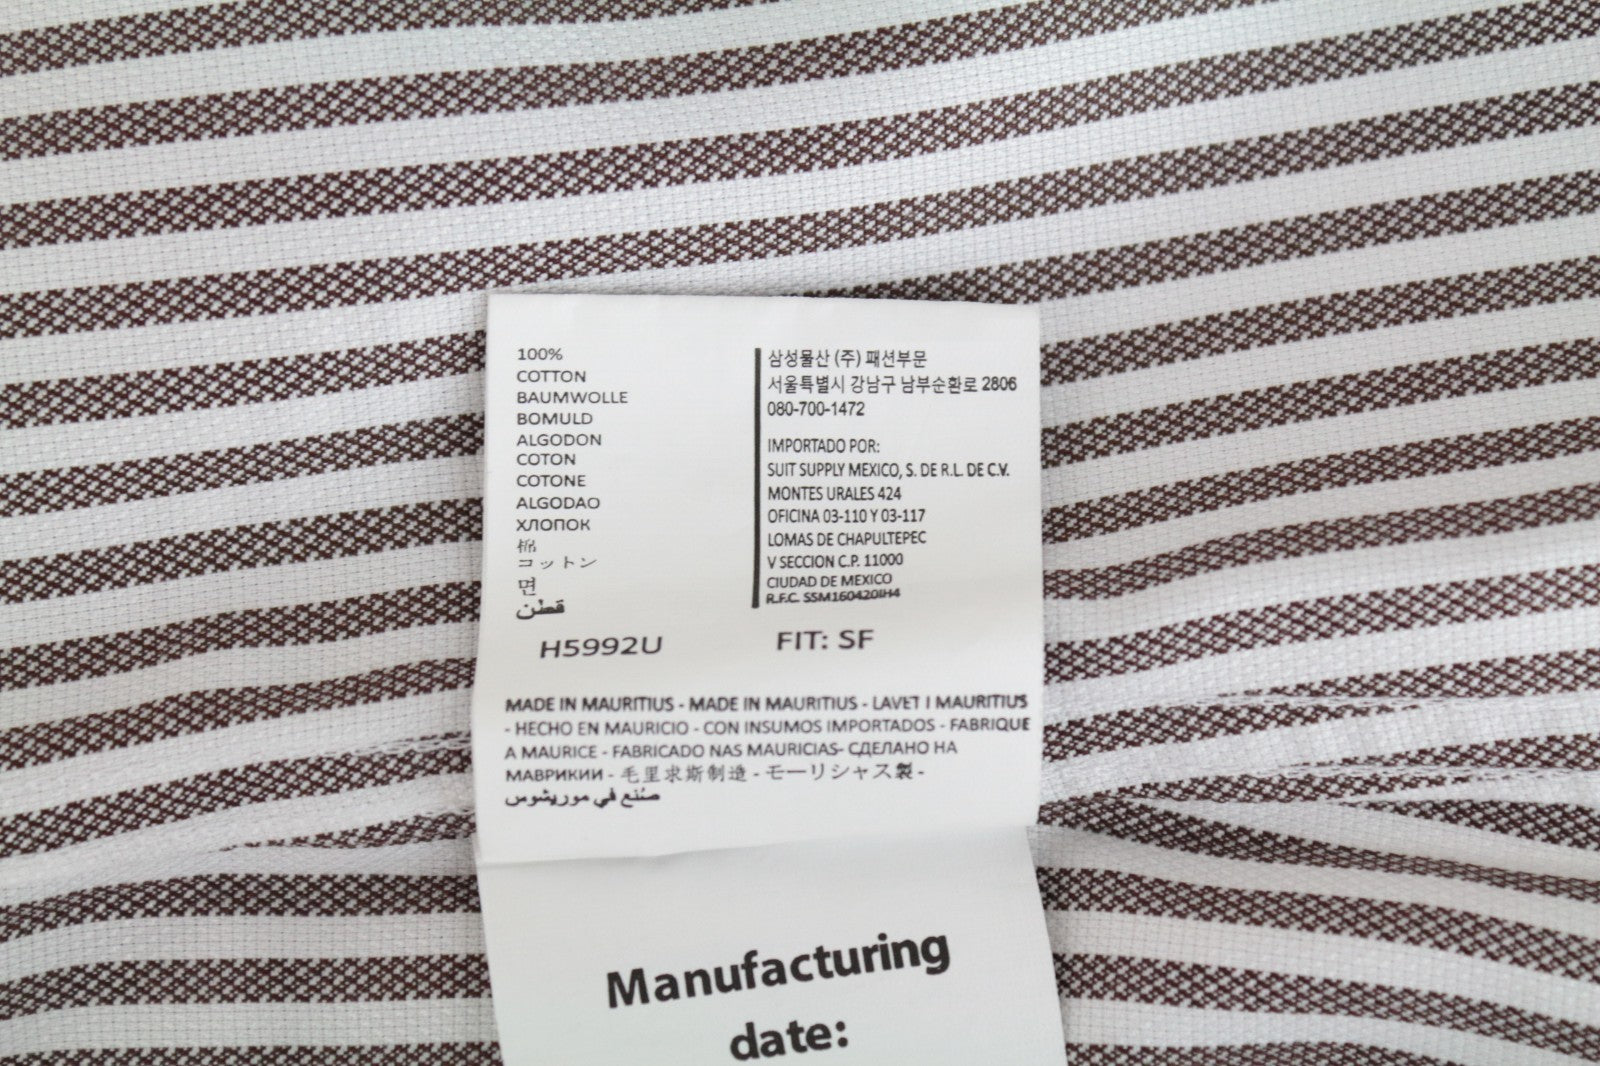 100%
COTTON
BAUMWOLLE
BOMULD
ALGODON
COTON
COTONE
ALGODAO
ХЛОПОК
棉
コットン
면
قطن
삼성물산 (주) 패션부문
서울특별시 강남구 남부순환로 2806
080-700-1472
IMPORTADO POR:
SUIT SUPPLY MEXICO, S. DE R.L. DE C.V.
MONTES URALES 424
OFICINA 03-110 Y 03-117
LOMAS DE CHAPULTEPEC
V SECCION C.P. 11000
CIUDAD DE MEXICO
R.F.C. SSM160420IH4
H5992U FIT: SF
MADE IN MAURITIUS - MADE IN MAURITIUS - LAVET I MAURITIUS
- HECHO EN MAURICIO - CON INSUMOS IMPORTADOS - FABRIQUE
A MAURICE - FABRICADO NAS MAURICIAS- СДЕЛАНО НА
МАВРИКИИ - 毛里求斯制造 - モーリシャス製 -
صُنع في موريشوس
Manufacturing
date: